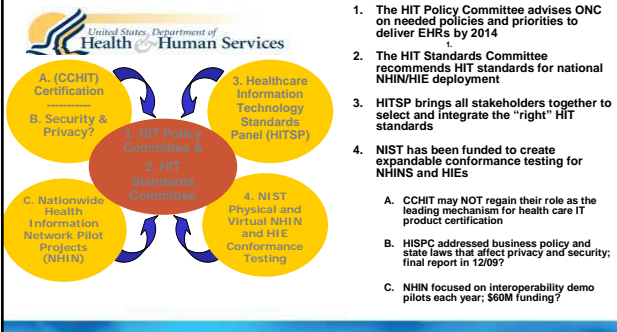 United States, Department of
Health & Human Services
A. (CCHIT)
Certification
-----------
B. Security &
Privacy?
3. Healthcare
Information
Technology
Standards
Panel (HITSP)
1. HIT Policy
Committee &
2. HIT
Standards
Committee
C. Nationwide
Health
Information
Network Pilot
Projects
(NHIN)
4. NIST
Physical and
Virtual NHIN
and HIE
Conformance
Testing
1. The HIT Policy Committee advises ONC
on needed policies and priorities to
deliver EHRs by 2014
1.
2. The HIT Standards Committee
recommends HIT standards for national
NHIN/HIE deployment
3. HITSP brings all stakeholders together to
select and integrate the “right” HIT
standards
4. NIST has been funded to create
expandable conformance testing for
NHINS and HIEs
A. CCHIT may NOT regain their role as the
leading mechanism for health care IT
product certification
B. HISPC addressed business policy and
state laws that affect privacy and security;
final report in 12/09?
C. NHIN focused on interoperability demo
pilots each year; $60M funding?